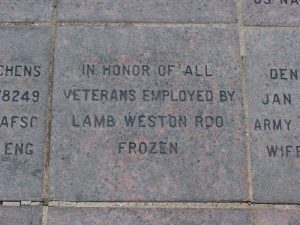 US NA
CHENS
78249
AFSC
ENG
IN HONOR OF ALL
VETERANS EMPLOYED BY
LAMB WESTON RDO
FROZEN
DEN
JAN
ARMY
WIFE